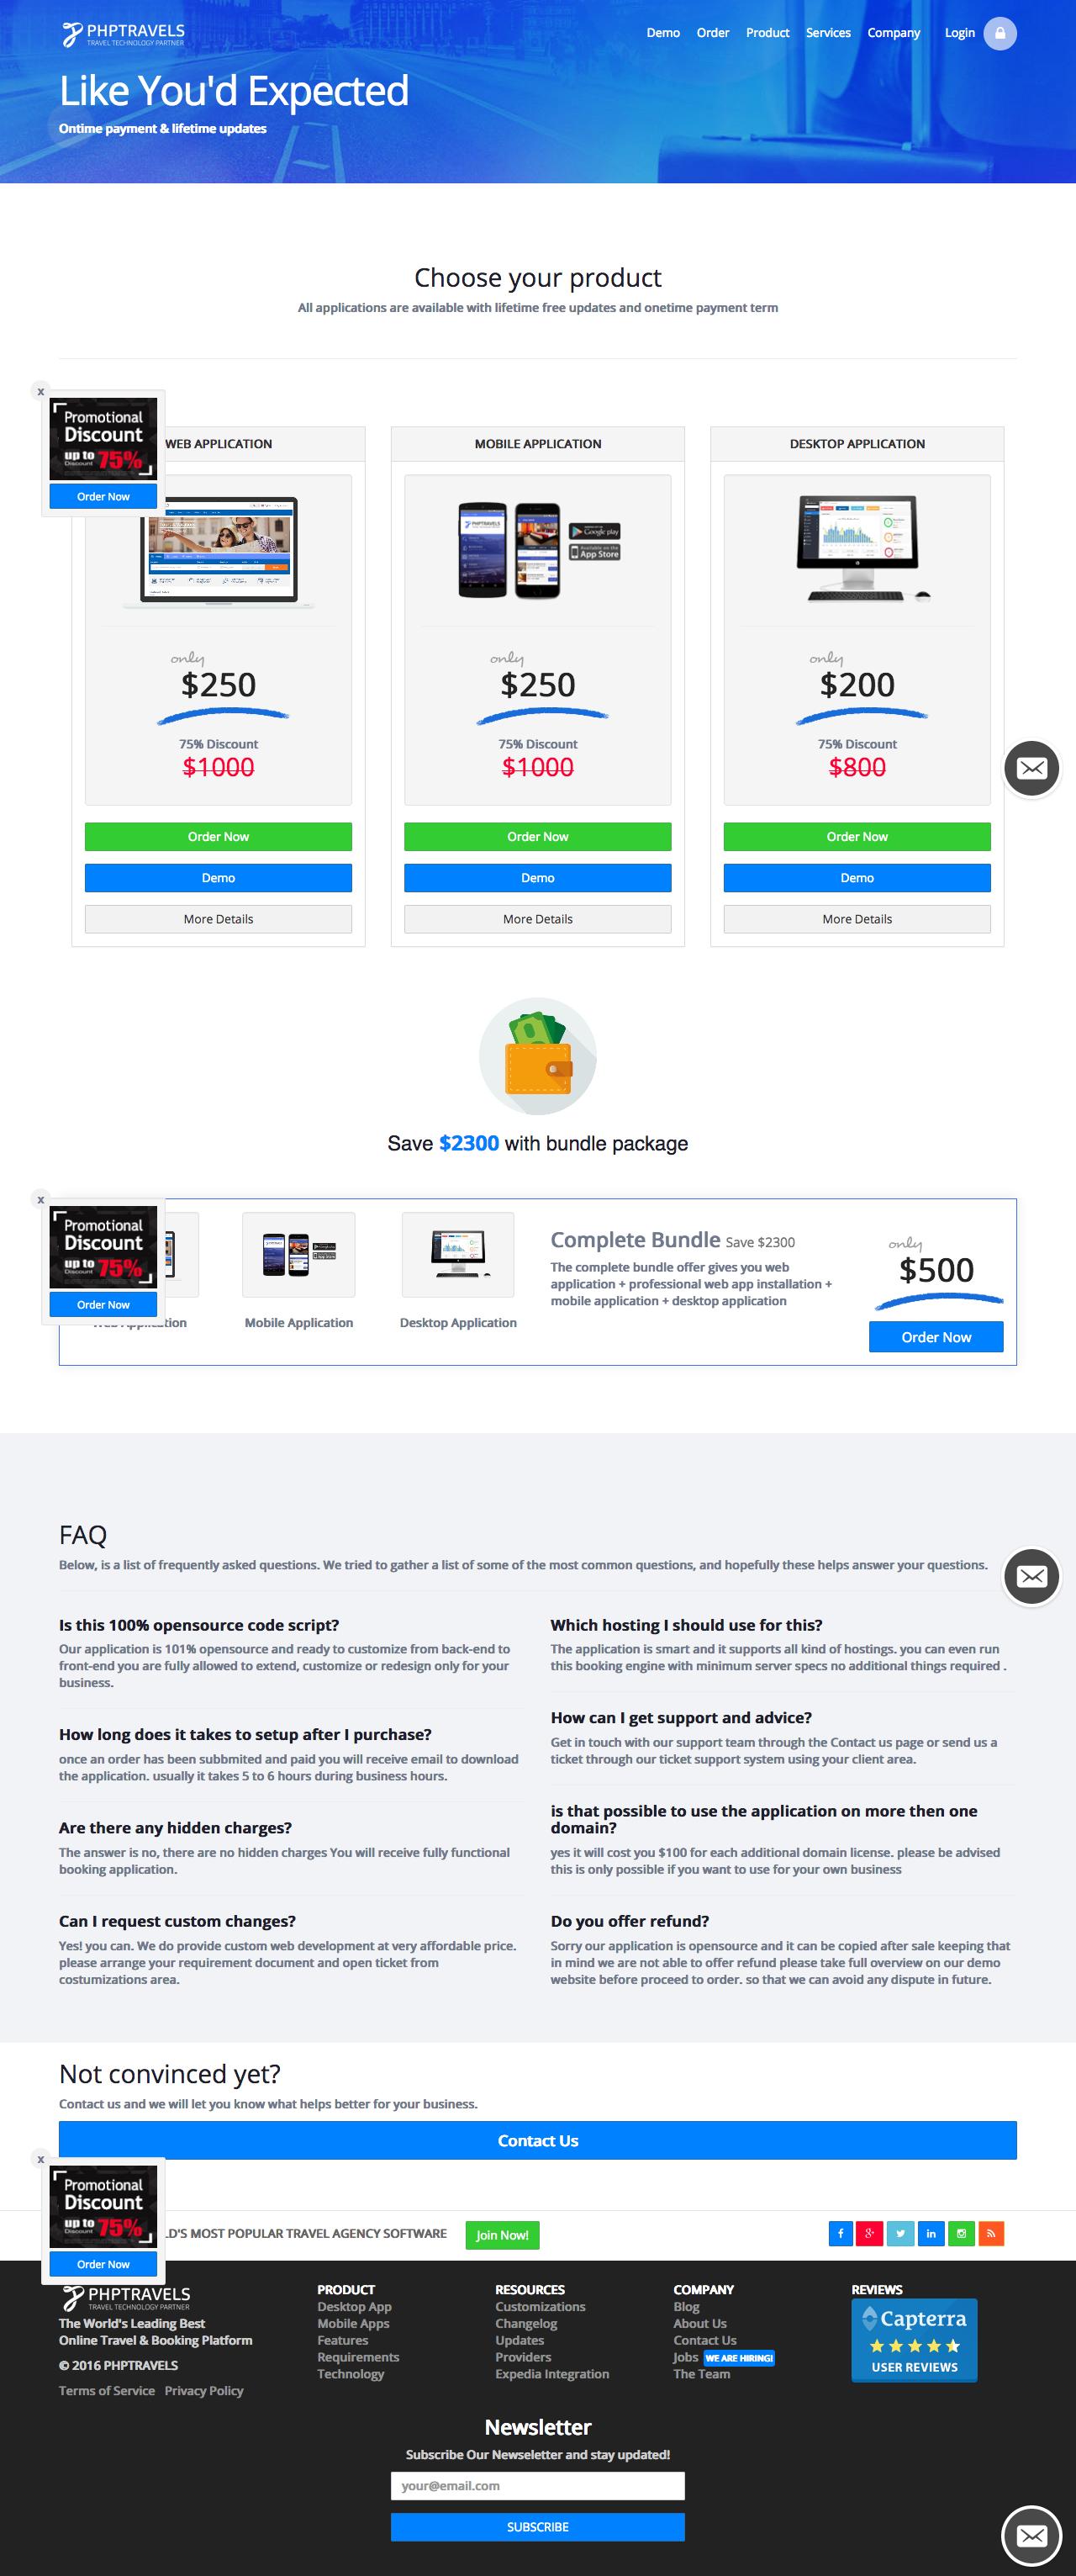 PHPTRAVELS
TRAVEL TECHNOLOGY PARTNER
Demo Order Product Services Company Login
Like You'd Expected
Ontime payment & lifetime updates
Choose your product
All applications are available with lifetime free updates and onetime payment term
x
Promotional
Discount
up to 75%
Discount
Order Now
WEB APPLICATION
only
$250
75% Discount
$1000
Order Now
Demo
More Details
MOBILE APPLICATION
PHPTRAVELS
Google play
Available on the
App Store
only
$250
75% Discount
$1000
Order Now
Demo
More Details
DESKTOP APPLICATION
only
$200
75% Discount
$800
Order Now
Demo
More Details
Save $2300 with bundle package
x
Promotional
Discount
up to 75%
Discount
Order Now
Web Application
Mobile Application
Desktop Application
Complete Bundle Save $2300
The complete bundle offer gives you web
application + professional web app installation +
mobile application + desktop application
only
$500
Order Now
FAQ
Below, is a list of frequently asked questions. We tried to gather a list of some of the most common questions, and hopefully these helps answer your questions.
Is this 100% opensource code script?
Our application is 101% opensource and ready to customize from back-end to
front-end you are fully allowed to extend, customize or redesign only for your
business.
How long does it takes to setup after I purchase?
once an order has been subbmited and paid you will receive email to download
the application. usually it takes 5 to 6 hours during business hours.
Are there any hidden charges?
The answer is no, there are no hidden charges You will receive fully functional
booking application.
Can I request custom changes?
Yes! you can. We do provide custom web development at very affordable price.
please arrange your requirement document and open ticket from
costumizations area.
Which hosting I should use for this?
The application is smart and it supports all kind of hostings. you can even run
this booking engine with minimum server specs no additional things required .
How can I get support and advice?
Get in touch with our support team through the Contact us page or send us a
ticket through our ticket support system using your client area.
is that possible to use the application on more then one
domain?
yes it will cost you $100 for each additional domain license. please be advised
this is only possible if you want to use for your own business
Do you offer refund?
Sorry our application is opensource and it can be copied after sale keeping that
in mind we are not able to offer refund please take full overview on our demo
website before proceed to order. so that we can avoid any dispute in future.
Not convinced yet?
Contact us and we will let you know what helps better for your business.
Contact Us
x
Promotional
Discount
up to 75%
Discount
Order Now
LD'S MOST POPULAR TRAVEL AGENCY SOFTWARE
Join Now!
PHPTRAVELS
TRAVEL TECHNOLOGY PARTNER
The World's Leading Best
Online Travel & Booking Platform
© 2016 PHPTRAVELS
Terms of Service Privacy Policy
PRODUCT
Desktop App
Mobile Apps
Features
Requirements
Technology
RESOURCES
Customizations
Changelog
Updates
Providers
Expedia Integration
COMPANY
Blog
About Us
Contact Us
Jobs WE ARE HIRING!
The Team
REVIEWS
Capterra
USER REVIEWS
Newsletter
Subscribe Our Newseletter and stay updated!
your@email.com
SUBSCRIBE